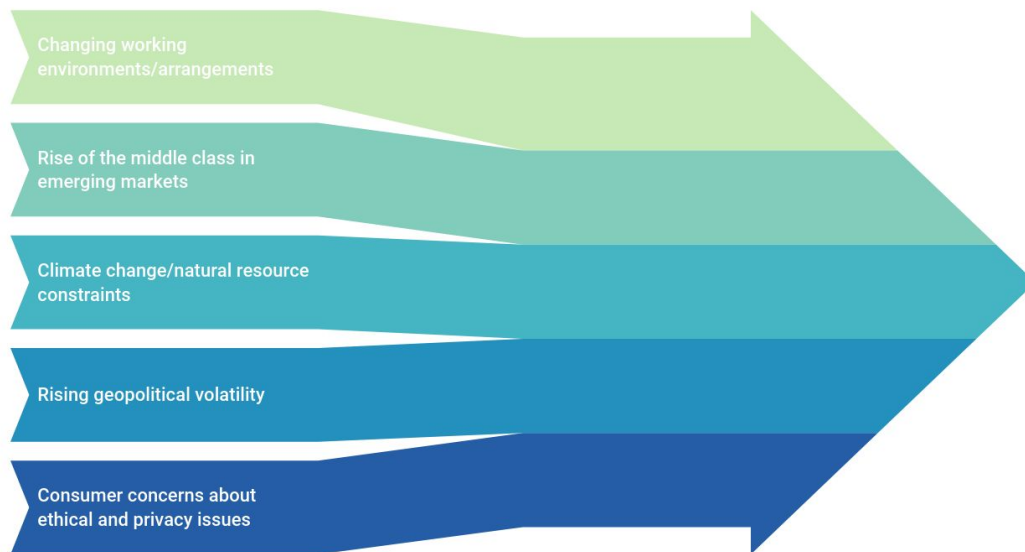 Changing working
environments/arrangements
Rise of the middle class in
emerging markets
Climate change/natural resource
constraints
Rising geopolitical volatility
Consumer concerns about
ethical and privacy issues